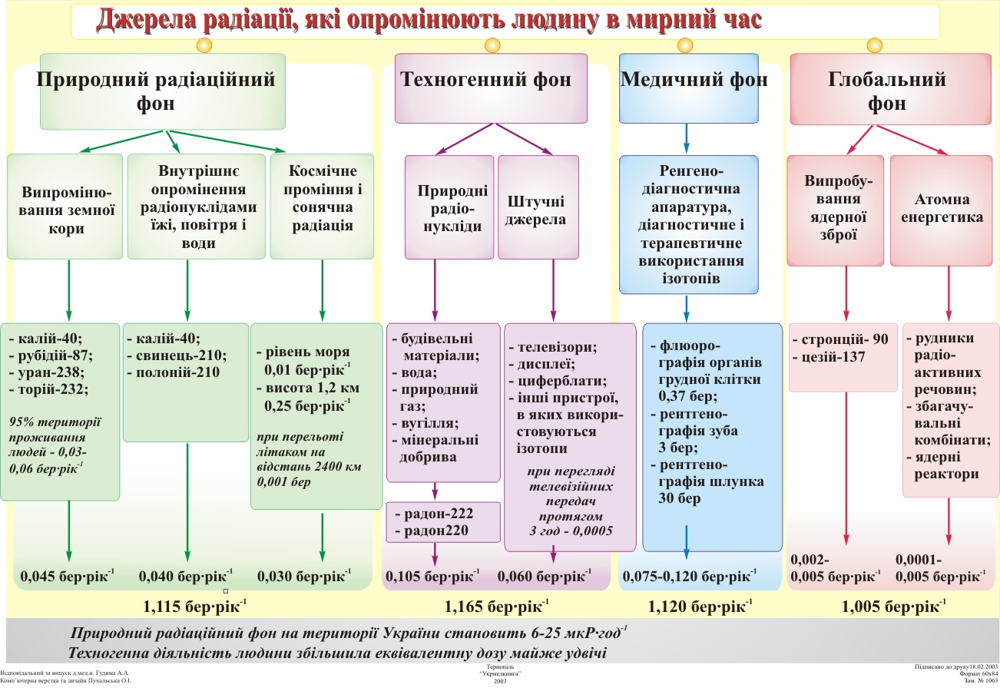 Джерела радіації, які опромінюють людину в мирний час
Природний радіаційний
фон
Випроміню-
вання земної
кори
Внутрішнє
опромінення
радіонуклідами
їжі, повітря і
води
Космічне
проміння і
сонячна
радіація
- калій-40;
- рубідій-87;
- уран-238;
- торій-232;
95% території
проживання
людей - 0,03-
0,06 бер·рік⁻¹
- калій-40;
- свинець-210;
- полоній-210
- рівень моря
0,01 бер·рік⁻¹
- висота 1,2 км
0,25 бер·рік⁻¹
при перельоті
літаком на
відстань 2400 км
0,001 бер
0,045 бер·рік⁻¹
0,040 бер·рік⁻¹
0,030 бер·рік⁻¹
1,115 бер·рік⁻¹
Техногенний фон
Природні
радіо-
нукліди
Штучні
джерела
- будівельні
матеріали;
- вода;
- природний
газ;
- вугілля;
- мінеральні
добрива
- радон-222
- радон220
- телевізори;
- дисплеї;
- циферблати;
- інші пристрої,
в яких викори-
стовуються
ізотопи
при перегляді
телевізійних
передач
протягом
3 год - 0,0005
0,105 бер·рік⁻¹
0,060 бер·рік⁻¹
1,165 бер·рік⁻¹
Медичний фон
Ренгено-
діагностична
апаратура,
діагностичне і
терапевтичне
використання
ізотопів
- флюоро-
графія органів
грудної клітки
0,37 бер;
- рентгено-
графія зуба
3 бер;
- рентгено-
графія шлунка
30 бер
0,075-0,120 бер·рік⁻¹
1,120 бер·рік⁻¹
Глобальний
фон
Випробу-
вання
ядерної
зброї
Атомна
енергетика
- стронцій- 90
- цезій-137
- рудники
радіо-
активних
речовин;
- збагачу-
вальні
комбінати;
- ядерні
реактори
0,002-
0,005 бер·рік⁻¹
0,0001-
0,005 бер·рік⁻¹
1,005 бер·рік⁻¹
Природний радіаційний фон на території України становить 6-25 мкР·год⁻¹
Техногенна діяльність людини збільшила еквівалентну дозу майже удвічі
Відповідальний за випуск д.мед.н. Гудима А.А.
Комп’ютерна верстка та дизайн Пухальська О.І.
Тернопіль
“Укрмедкнига”
2003
Підписано до друку18.02.2003
Формат 60х84
Зам. № 1063